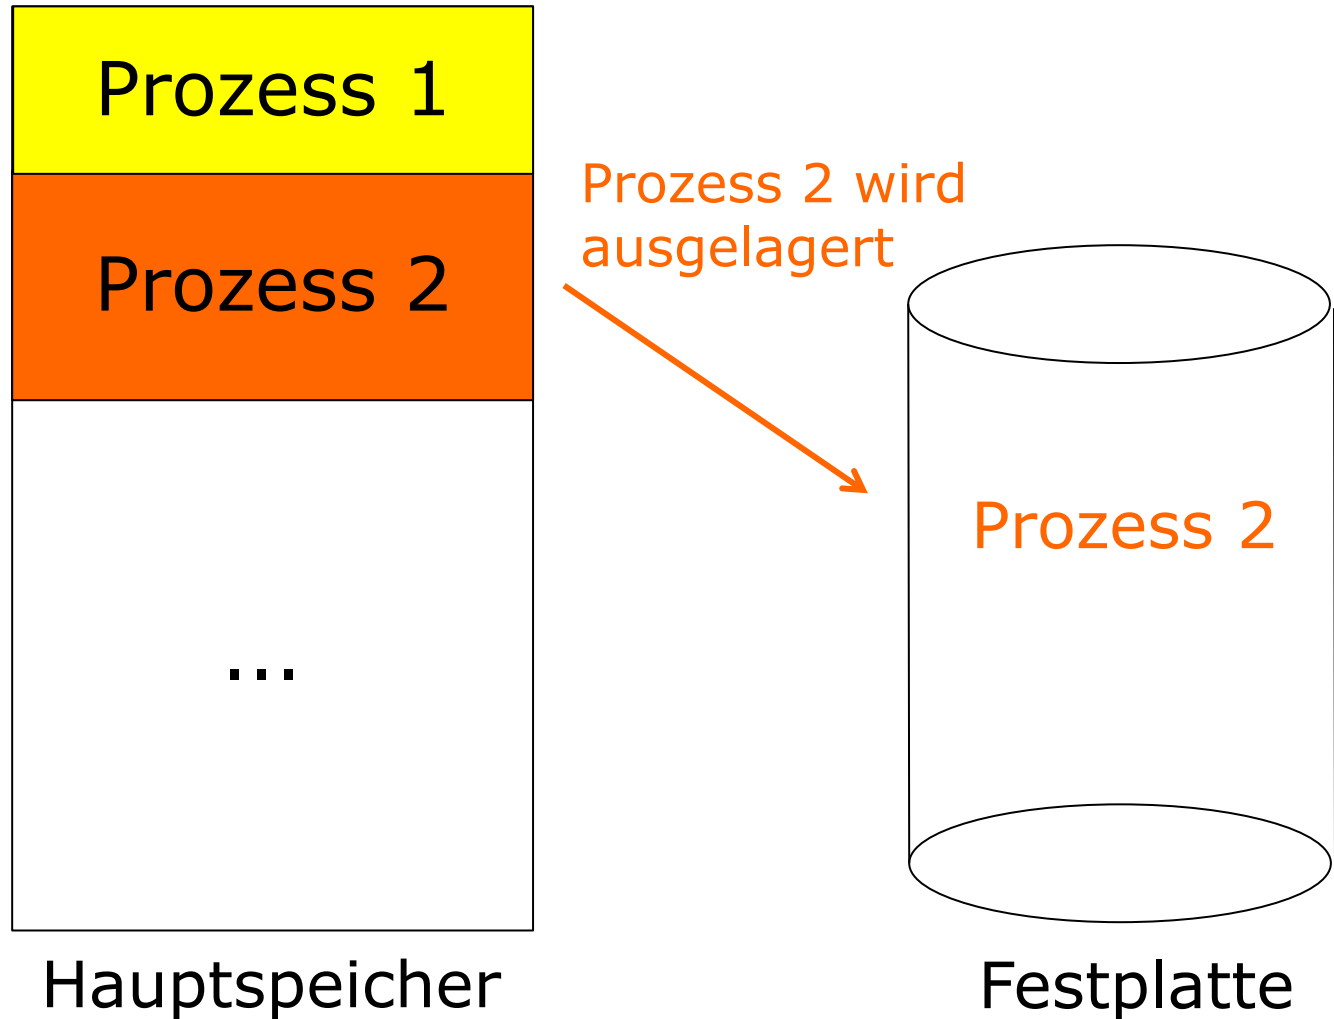 Prozess 1
Prozess 2 wird
ausgelagert
Prozess 2
Prozess 2
...
Hauptspeicher
Festplatte